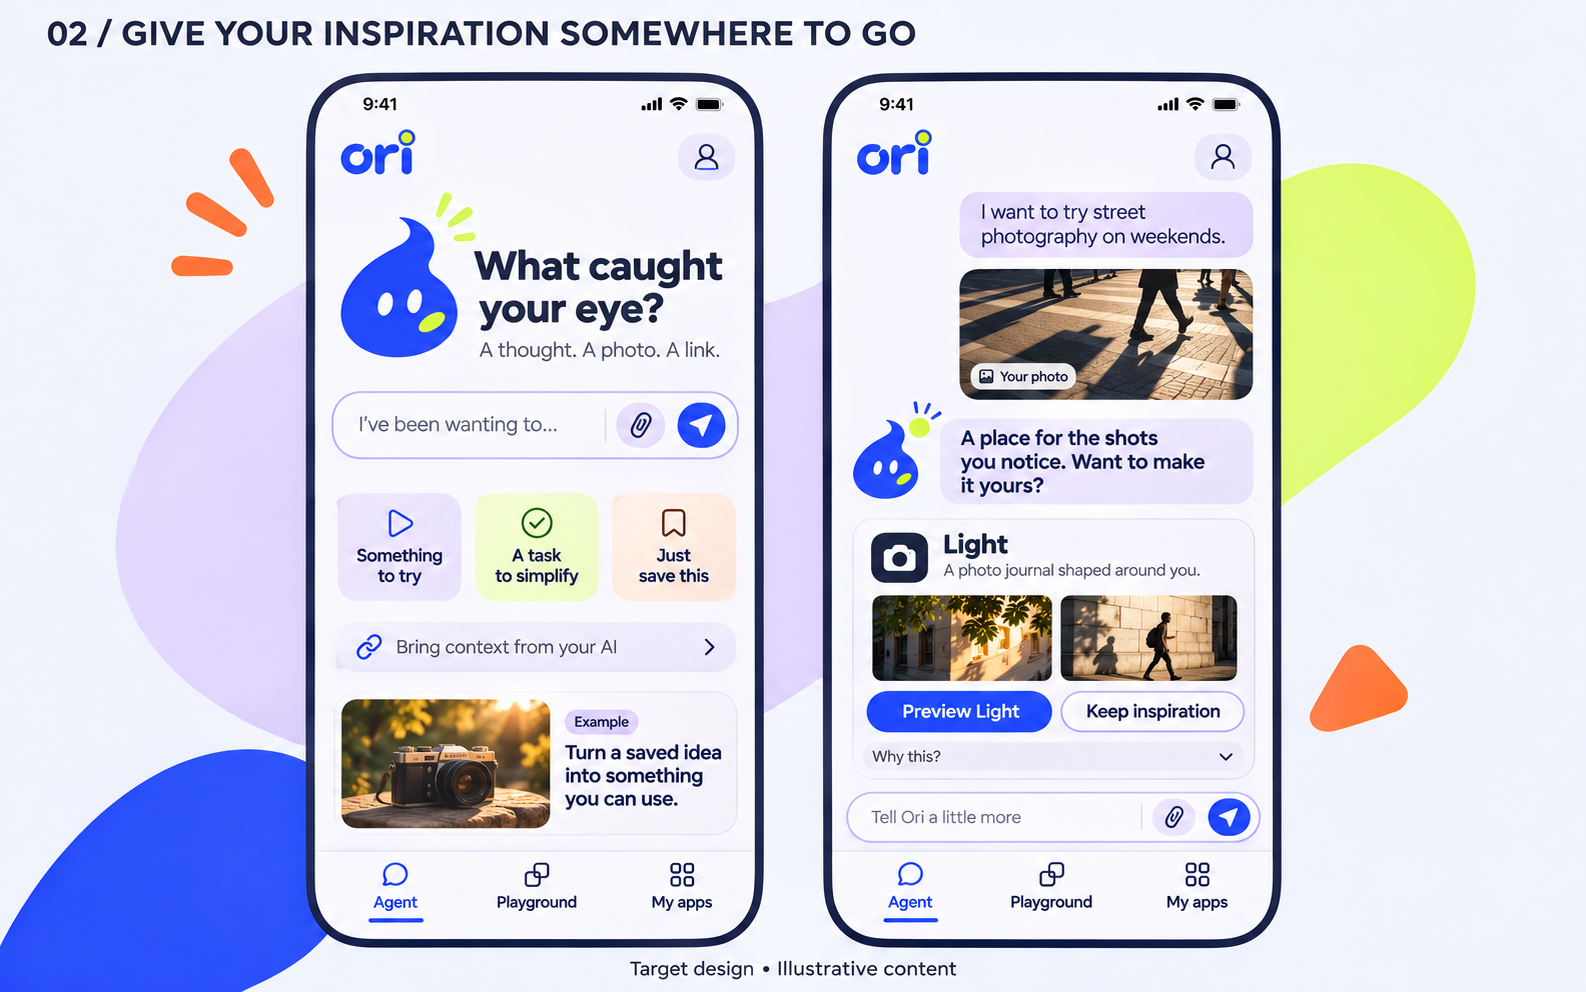 02 / GIVE YOUR INSPIRATION SOMEWHERE TO GO
9:41
ori
What caught
your eye?
A thought. A photo. A link.
I've been wanting to...
Something
to try
A task
to simplify
Just
save this
Bring context from your AI
Example
Turn a saved idea
into something
you can use.
Agent
Playground
My apps
9:41
ori
I want to try street
photography on weekends.
Your photo
A place for the shots
you notice. Want to make
it yours?
Light
A photo journal shaped around you.
Preview Light
Keep inspiration
Why this?
Tell Ori a little more
Agent
Playground
My apps
Target design • Illustrative content